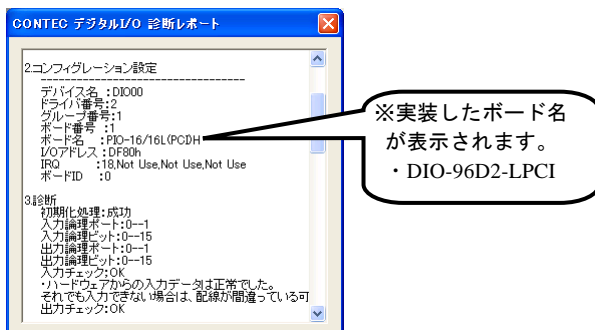 CONTEC デジタルI/O 診断レポート
2.コンフィグレーション設定
---------------------------------
デバイス名 :DIO00
ドライバ番号:2
グループ番号:1
ボード番号 :1
ボード名 :PIO-16/16L(PCI)H
I/Oアドレス :DF80h
IRQ :18,Not Use,Not Use,Not Use
ボードID :0
3.診断
初期化処理:成功
入力論理ポート:0--1
入力論理ビット:0--15
出力論理ポート:0--1
出力論理ビット:0--15
入力チェック:OK
・ハードウェアからの入力データは正常でした。
それでも入力できない場合は、配線が間違っている可
出力チェック:OK
※実装したボード名
が表示されます。
・DIO-96D2-LPCI